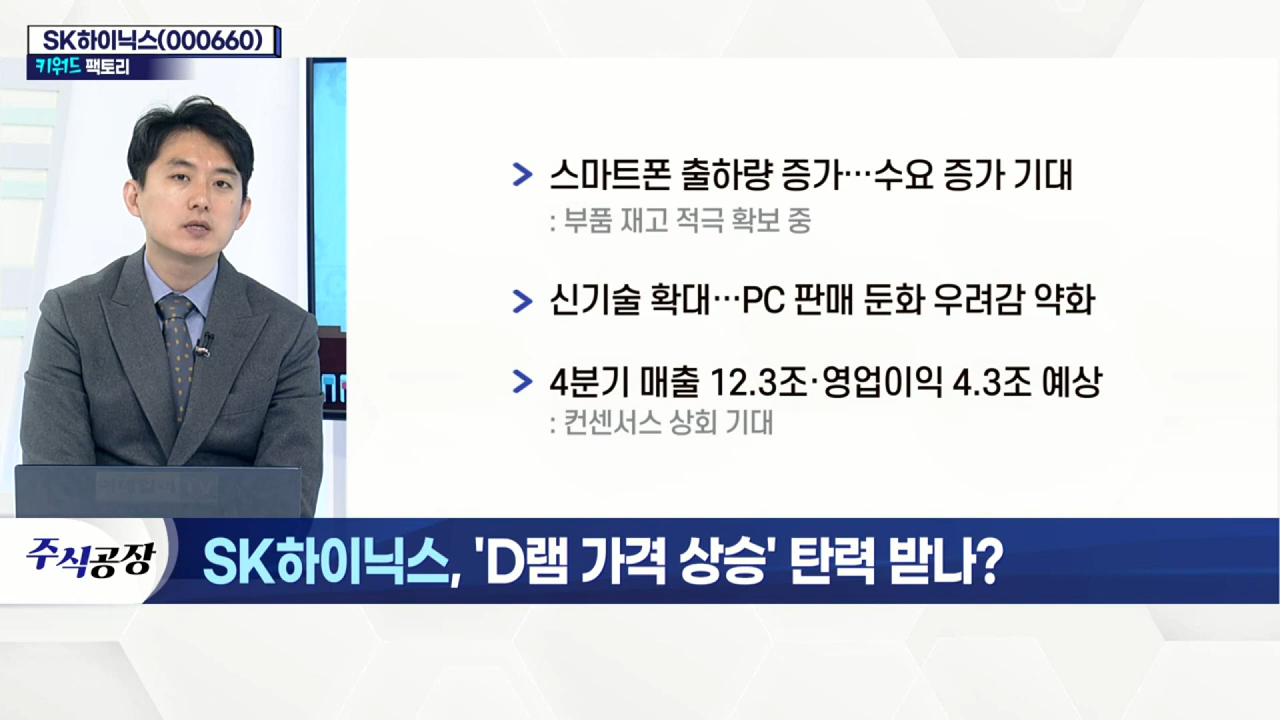 SK하이닉스(000660)
키워드 팩토리
> 스마트폰 출하량 증가…수요 증가 기대
: 부품 재고 적극 확보 중
> 신기술 확대…PC 판매 둔화 우려감 약화
> 4분기 매출 12.3조·영업이익 4.3조 예상
: 컨센서스 상회 기대
주식공장
SK하이닉스, 'D램 가격 상승' 탄력 받나?